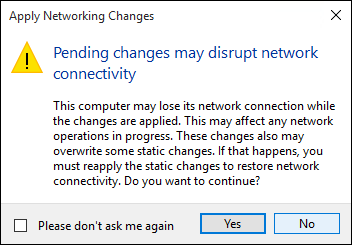 Apply Networking Changes
Pending changes may disrupt network
connectivity
This computer may lose its network connection while
the changes are applied. This may affect any network
operations in progress. These changes also may
overwrite some static changes. If that happens, you
must reapply the static changes to restore network
connectivity. Do you want to continue?
Please don't ask me again
Yes
No